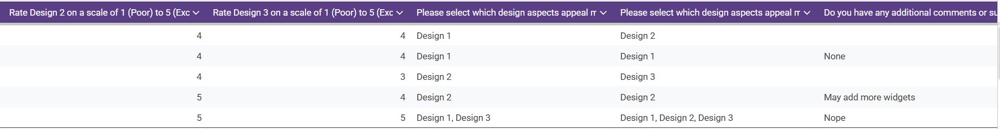 Rate Design 2 on a scale of 1 (Poor) to 5 (Exc Rate Design 3 on a scale of 1 (Poor) to 5 (Exc Please select which design aspects appeal m Please select which design aspects appeal m Do you have any additional comments or su
4 4 Design 1 Design 2
4 4 Design 1 Design 1 None
4 3 Design 2 Design 3
5 4 Design 2 Design 2 May add more widgets
5 5 Design 1, Design 3 Design 1, Design 2, Design 3 Nope